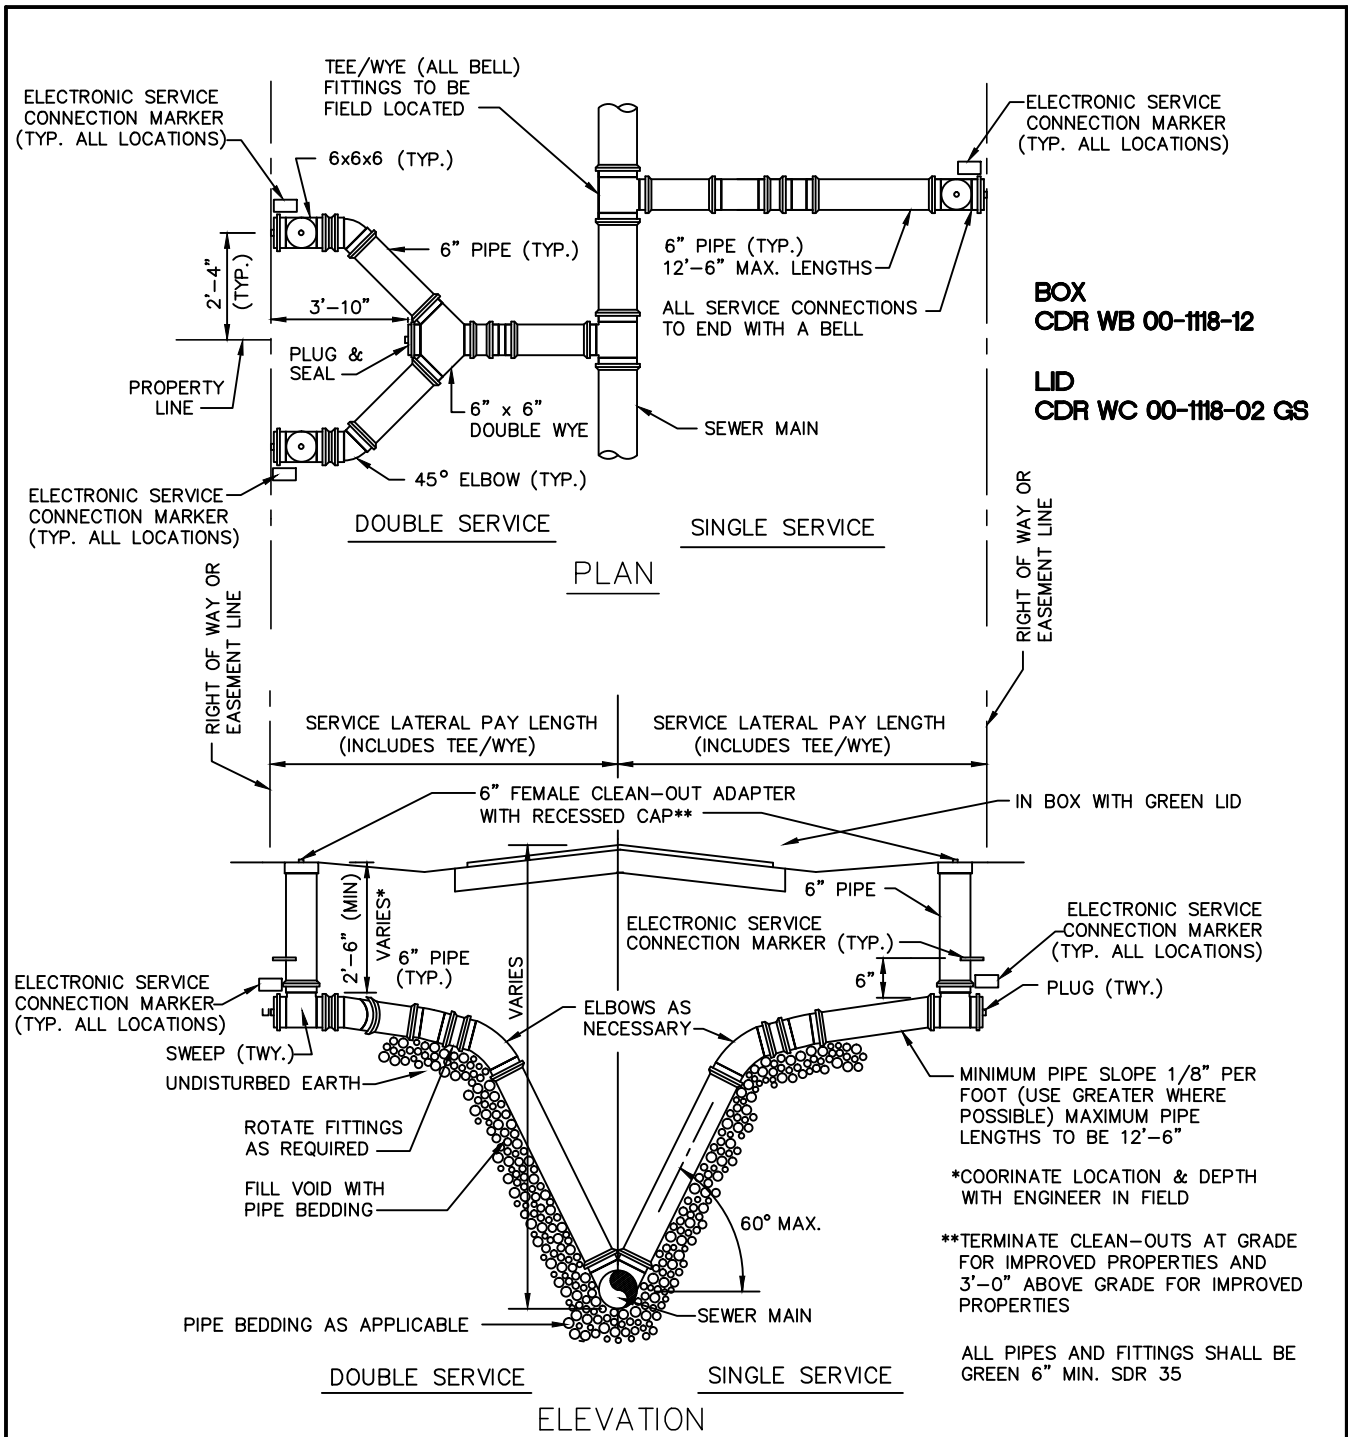 TEE/WYE (ALL BELL)
FITTINGS TO BE
FIELD LOCATED
ELECTRONIC SERVICE
CONNECTION MARKER
(TYP. ALL LOCATIONS)
6x6x6 (TYP.)
ELECTRONIC SERVICE
CONNECTION MARKER
(TYP. ALL LOCATIONS)
6" PIPE (TYP.)
6" PIPE (TYP.)
12'-6" MAX. LENGTHS
2'-4"
(TYP.)
3'-10"
ALL SERVICE CONNECTIONS
TO END WITH A BELL
BOX
CDR WB 00-1118-12
LID
CDR WC 00-1118-02 GS
PLUG &
SEAL
PROPERTY
LINE
6" x 6"
DOUBLE WYE
SEWER MAIN
45° ELBOW (TYP.)
ELECTRONIC SERVICE
CONNECTION MARKER
(TYP. ALL LOCATIONS)
DOUBLE SERVICE
SINGLE SERVICE
PLAN
RIGHT OF WAY OR
EASEMENT LINE
RIGHT OF WAY OR
EASEMENT LINE
SERVICE LATERAL PAY LENGTH
(INCLUDES TEE/WYE)
SERVICE LATERAL PAY LENGTH
(INCLUDES TEE/WYE)
6" FEMALE CLEAN-OUT ADAPTER
WITH RECESSED CAP**
IN BOX WITH GREEN LID
2'-6" (MIN)
VARIES*
6" PIPE
(TYP.)
VARIES
6" PIPE
ELECTRONIC SERVICE
CONNECTION MARKER (TYP.)
6"
ELECTRONIC SERVICE
CONNECTION MARKER
(TYP. ALL LOCATIONS)
ELECTRONIC SERVICE
CONNECTION MARKER
(TYP. ALL LOCATIONS)
PLUG (TWY.)
ELBOWS AS
NECESSARY
SWEEP (TWY.)
UNDISTURBED EARTH
ROTATE FITTINGS
AS REQUIRED
FILL VOID WITH
PIPE BEDDING
MINIMUM PIPE SLOPE 1/8" PER
FOOT (USE GREATER WHERE
POSSIBLE) MAXIMUM PIPE
LENGTHS TO BE 12'-6"
*COORINATE LOCATION & DEPTH
WITH ENGINEER IN FIELD
60° MAX.
**TERMINATE CLEAN-OUTS AT GRADE
FOR IMPROVED PROPERTIES AND
3'-0" ABOVE GRADE FOR IMPROVED
PROPERTIES
SEWER MAIN
PIPE BEDDING AS APPLICABLE
ALL PIPES AND FITTINGS SHALL BE
GREEN 6" MIN. SDR 35
DOUBLE SERVICE
SINGLE SERVICE
ELEVATION